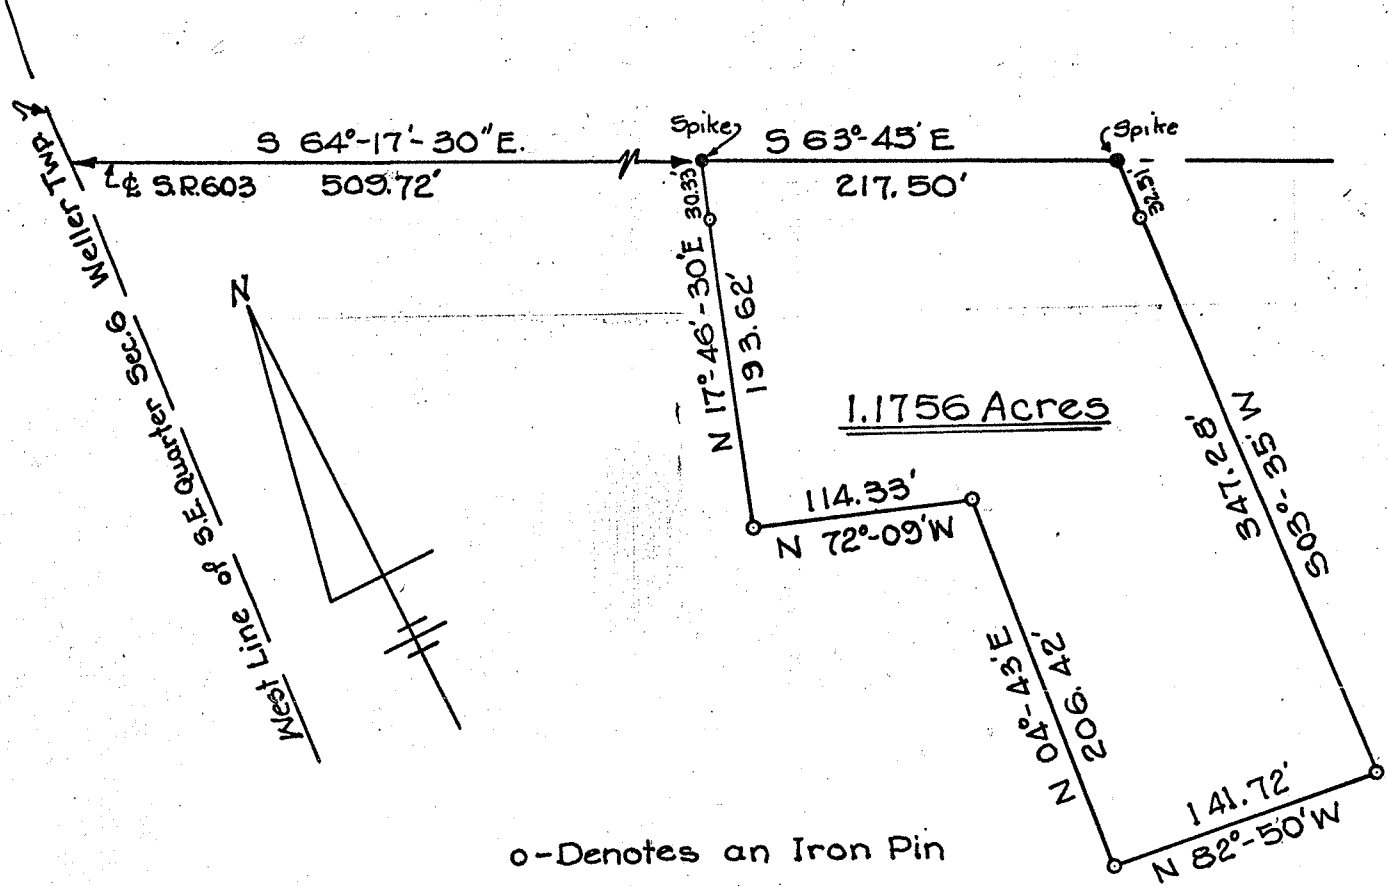 S 64°-17'-30"E.
509.72'
℄ S.R.603
Spike
S 63°-45' E
217.50'
Spike
30.33'
32.51'
West Line of S.E. Quarter Sec.6 Weller Twp.
N
N 17°-46'-30"E
193.62'
1.1756 Acres
114.33'
N 72°-09'W
347.28'
S03°-35' W
N 04°-43'E
206.42'
141.72'
N 82°-50'W
o-Denotes an Iron Pin